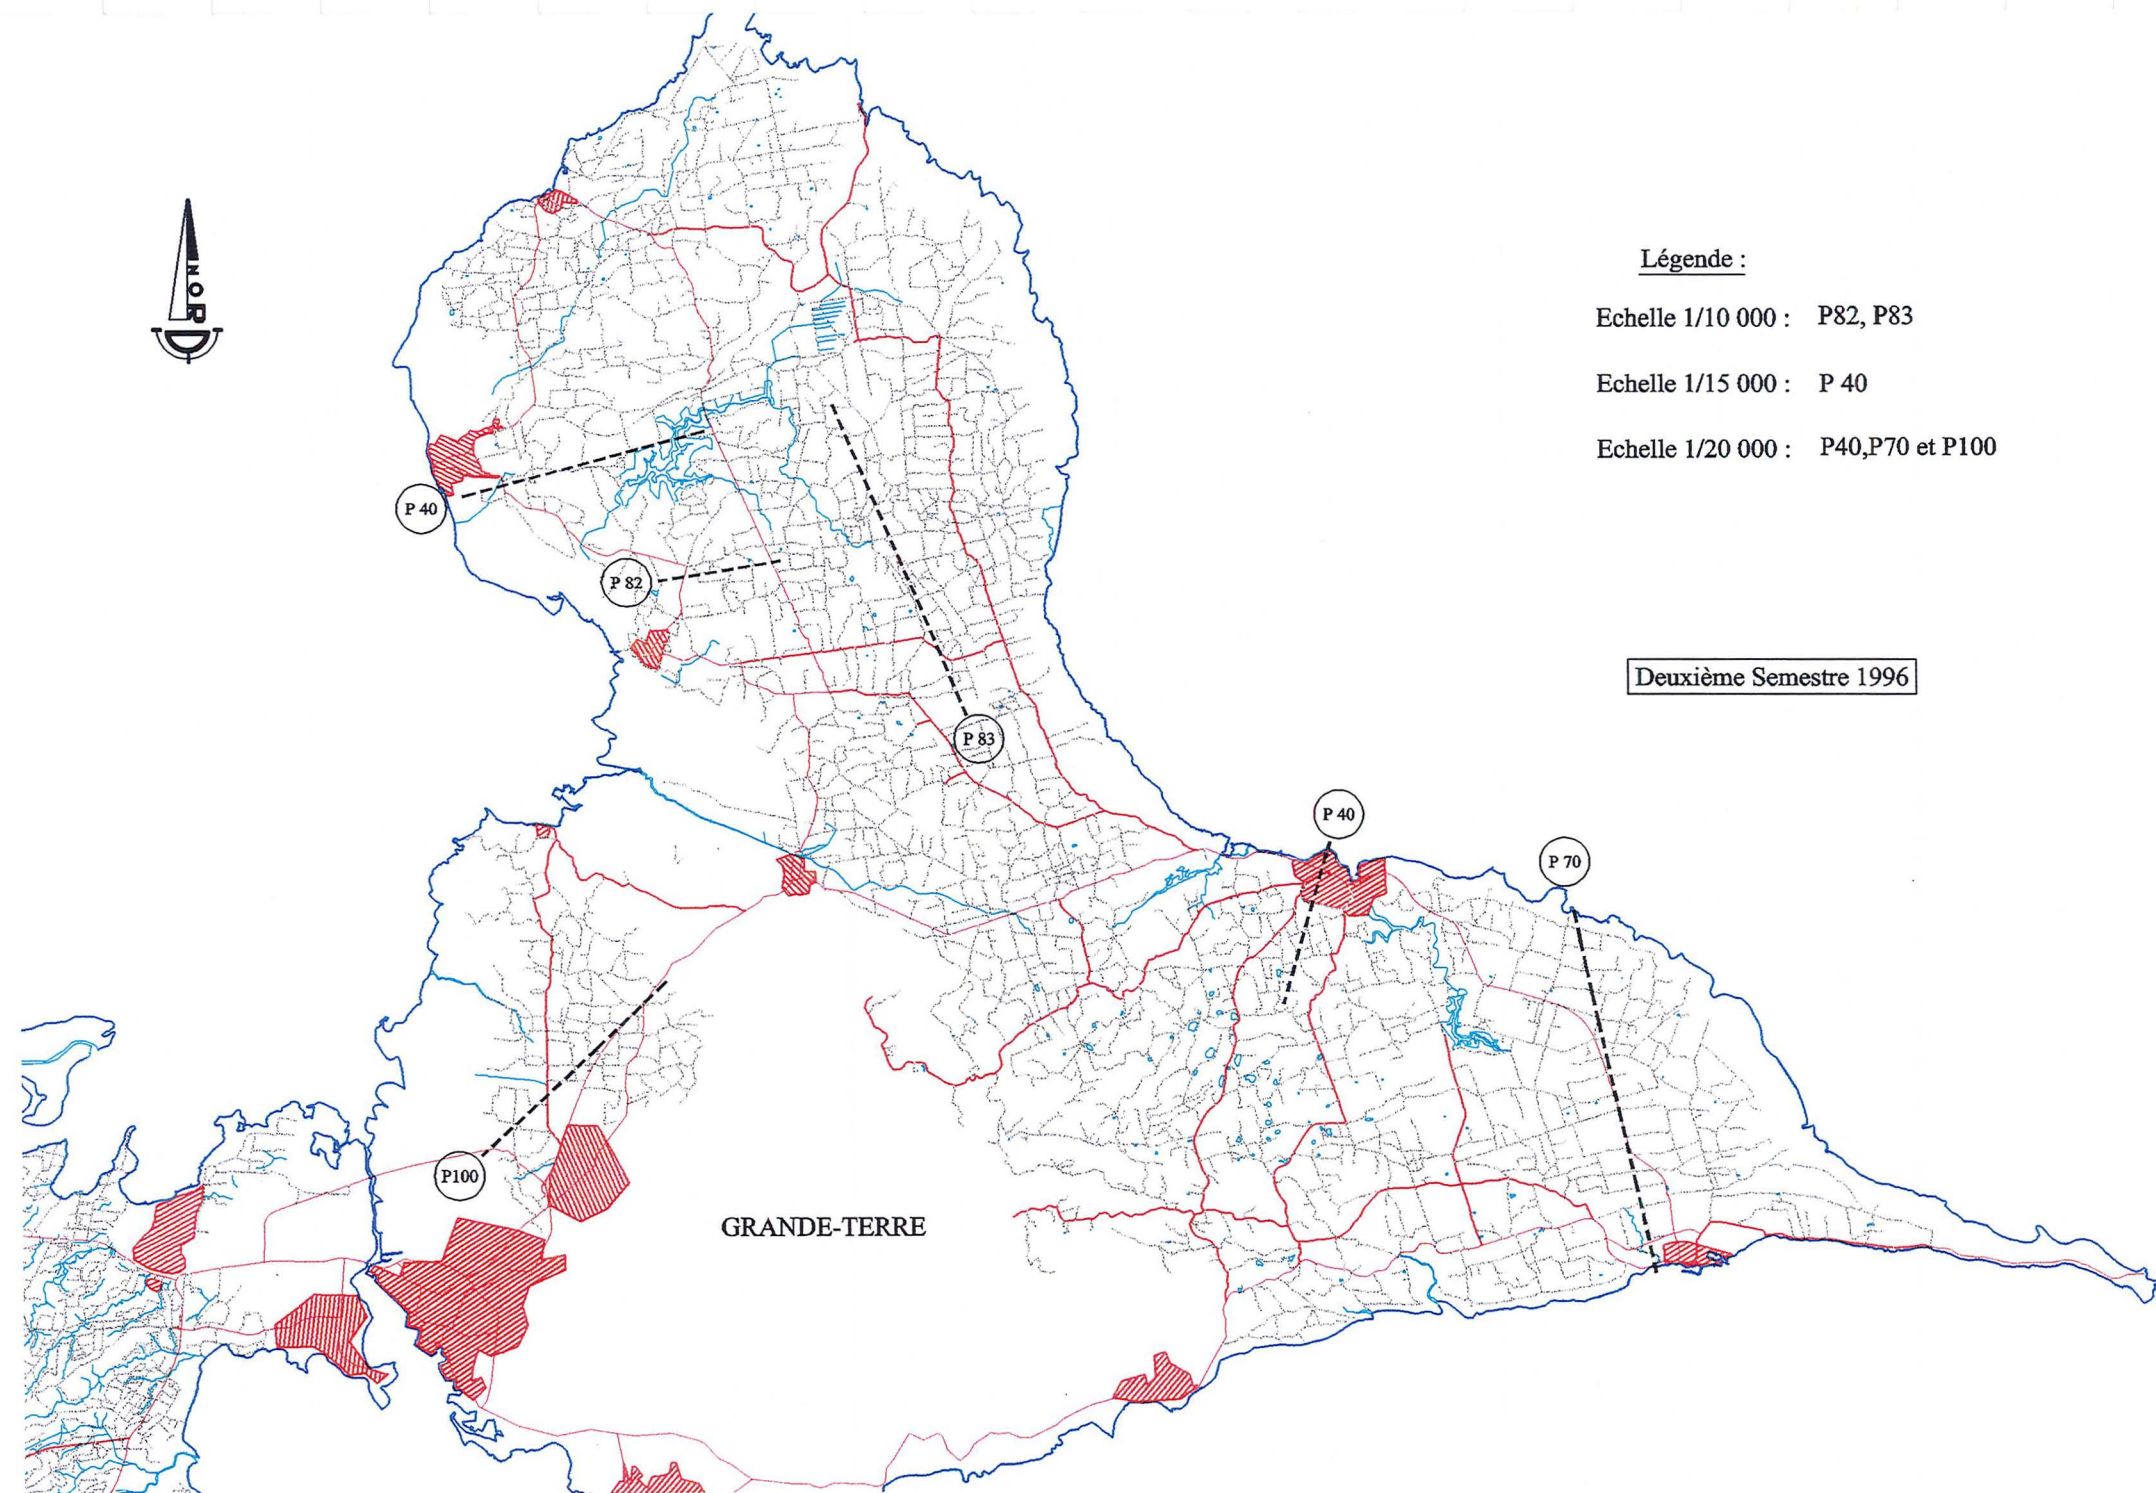 NORD
Légende :
Echelle 1/10 000 : P82, P83
Echelle 1/15 000 : P 40
Echelle 1/20 000 : P40,P70 et P100
P 40
P 82
Deuxième Semestre 1996
P 83
P 40
P 70
P100
GRANDE-TERRE